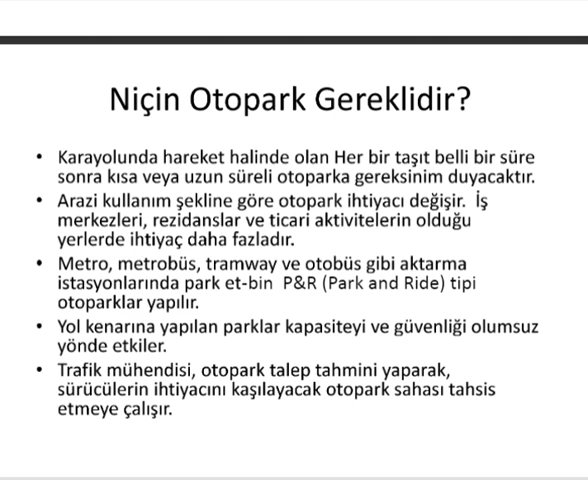 Niçin Otopark Gereklidir?
• Karayolunda hareket halinde olan Her bir taşıt belli bir süre
sonra kısa veya uzun süreli otoparka gereksinim duyacaktır.
• Arazi kullanım şekline göre otopark ihtiyacı değişir.  İş
merkezleri, rezidanslar ve ticari aktivitelerin olduğu
yerlerde ihtiyaç daha fazladır.
• Metro, metrobüs, tramway ve otobüs gibi aktarma
istasyonlarında park et-bin  P&R (Park and Ride) tipi
otoparklar yapılır.
• Yol kenarına yapılan parklar kapasiteyi ve güvenliği olumsuz
yönde etkiler.
• Trafik mühendisi, otopark talep tahmini yaparak,
sürücülerin ihtiyacını kaşılayacak otopark sahası tahsis
etmeye çalışır.